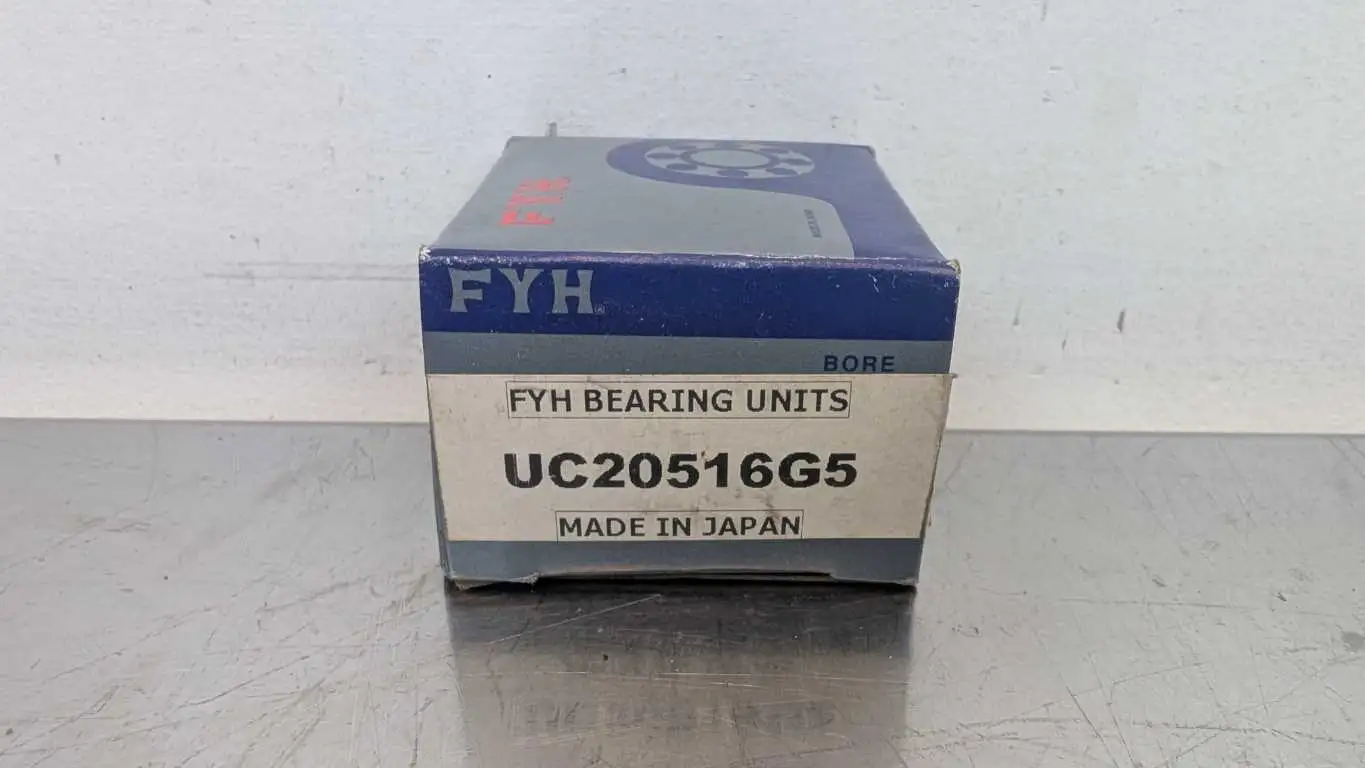 FYH
FYH
BORE
FYH BEARING UNITS
UC20516G5
MADE IN JAPAN